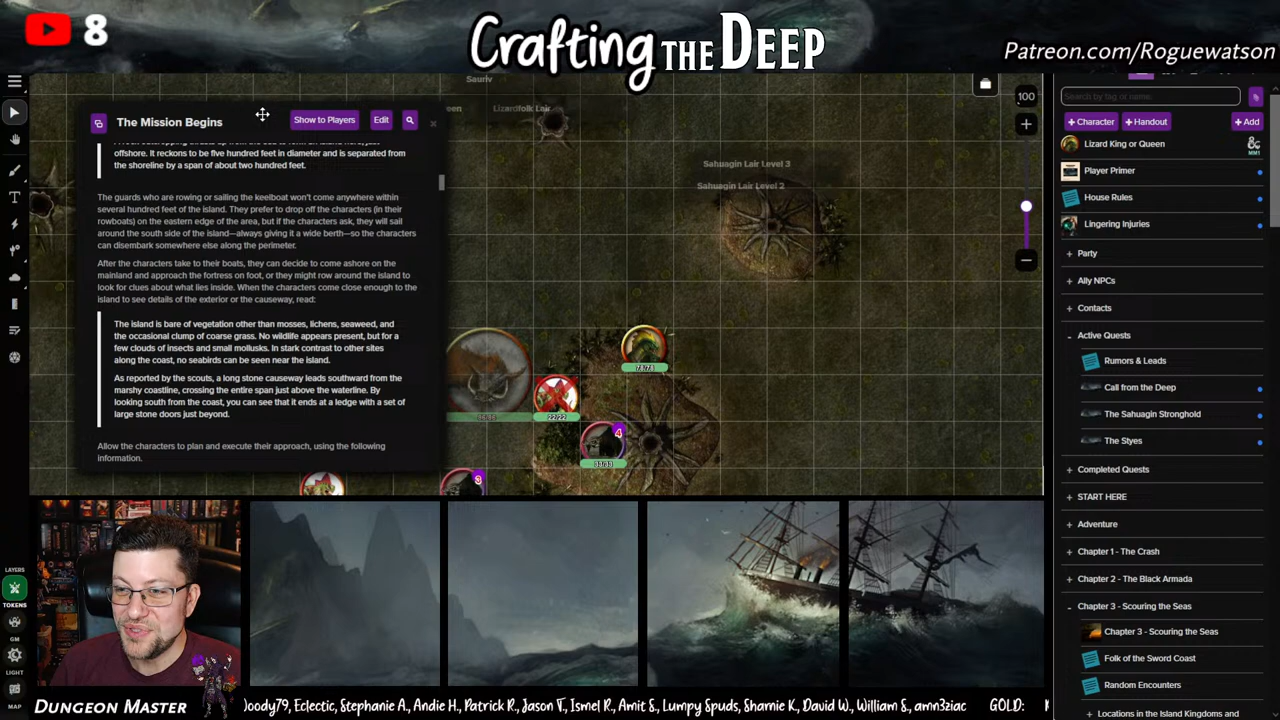 8
Crafting THE DEEP
Patreon.com/Roguewatson
Sauriv
Lizardfolk Lair
Sahuagin Lair Level 3
Sahuagin Lair Level 2
100
The Mission Begins
Show to Players
Edit
offshore. It reckons to be five hundred feet in diameter and is separated from
the shoreline by a span of about two hundred feet.
The guards who are rowing or sailing the keelboat won't come anywhere within
several hundred feet of the island. They prefer to drop off the characters (in their
rowboats) on the eastern edge of the area, but if the characters ask, they will sail
around the south side of the island—always giving it a wide berth—so the characters
can disembark somewhere else along the perimeter.
After the characters take to their boats, they can decide to come ashore on the
mainland and approach the fortress on foot, or they might row around the island to
look for clues about what lies inside. When the characters come close enough to the
island to see details of the exterior or the causeway, read:
The island is bare of vegetation other than mosses, lichens, seaweed, and
the occasional clump of coarse grass. No wildlife appears present, but for a
few clouds of insects and small mollusks. In stark contrast to other sites
along the coast, no seabirds can be seen near the island.
As reported by the scouts, a long stone causeway leads southward from the
marshy coastline, crossing the entire span just above the waterline. By
looking south from the coast, you can see that it ends at a ledge with a set of
large stone doors just beyond.
Allow the characters to plan and execute their approach, using the following
information.
22/22
4
3
Search by tag or name
+ Character
+ Handout
+ Add
Lizard King or Queen
Player Primer
House Rules
Lingering Injuries
+ Party
+ Ally NPCs
+ Contacts
- Active Quests
Rumors & Leads
Call from the Deep
The Sahuagin Stronghold
The Styes
+ Completed Quests
+ START HERE
+ Adventure
+ Chapter 1 - The Crash
+ Chapter 2 - The Black Armada
- Chapter 3 - Scouring the Seas
Chapter 3 - Scouring the Seas
Folk of the Sword Coast
Random Encounters
+ Locations in the Island Kingdoms and
LAYERS
TOKENS
GM
LIGHT
MAP
DUNGEON MASTER
oody79, Eclectic, Stephanie A., Andie H., Patrick R., Jason T., Ismel R., Amit S., Lumpy Spuds, Sharnie K., David W., William S., amn3ziac
GOLD: